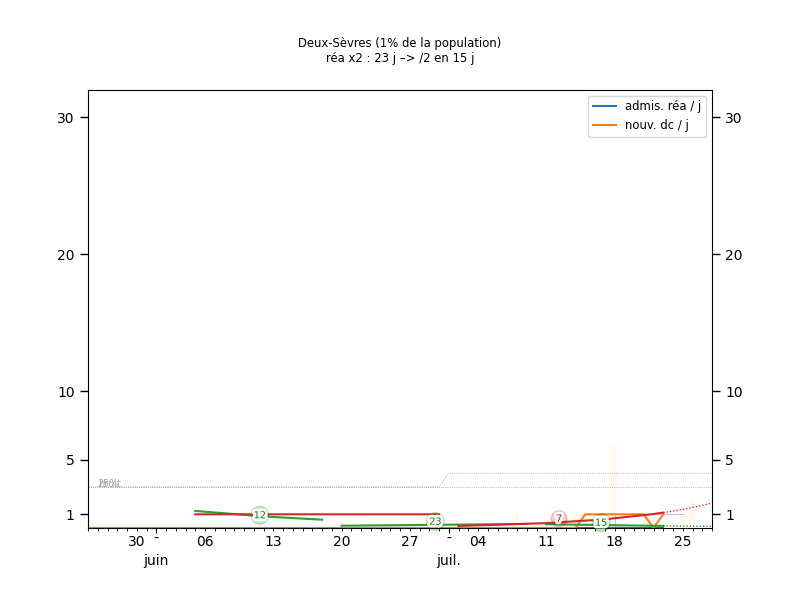 Deux-Sèvres (1% de la population)
réa x2 : 23 j –> /2 en 15 j
admis. réa / j
nouv. dc / j
30 30
20 20
10 10
5 5
1 1
12 23 7 15
30 - 06 13 20 27 - 04 11 18 25
juin juil.